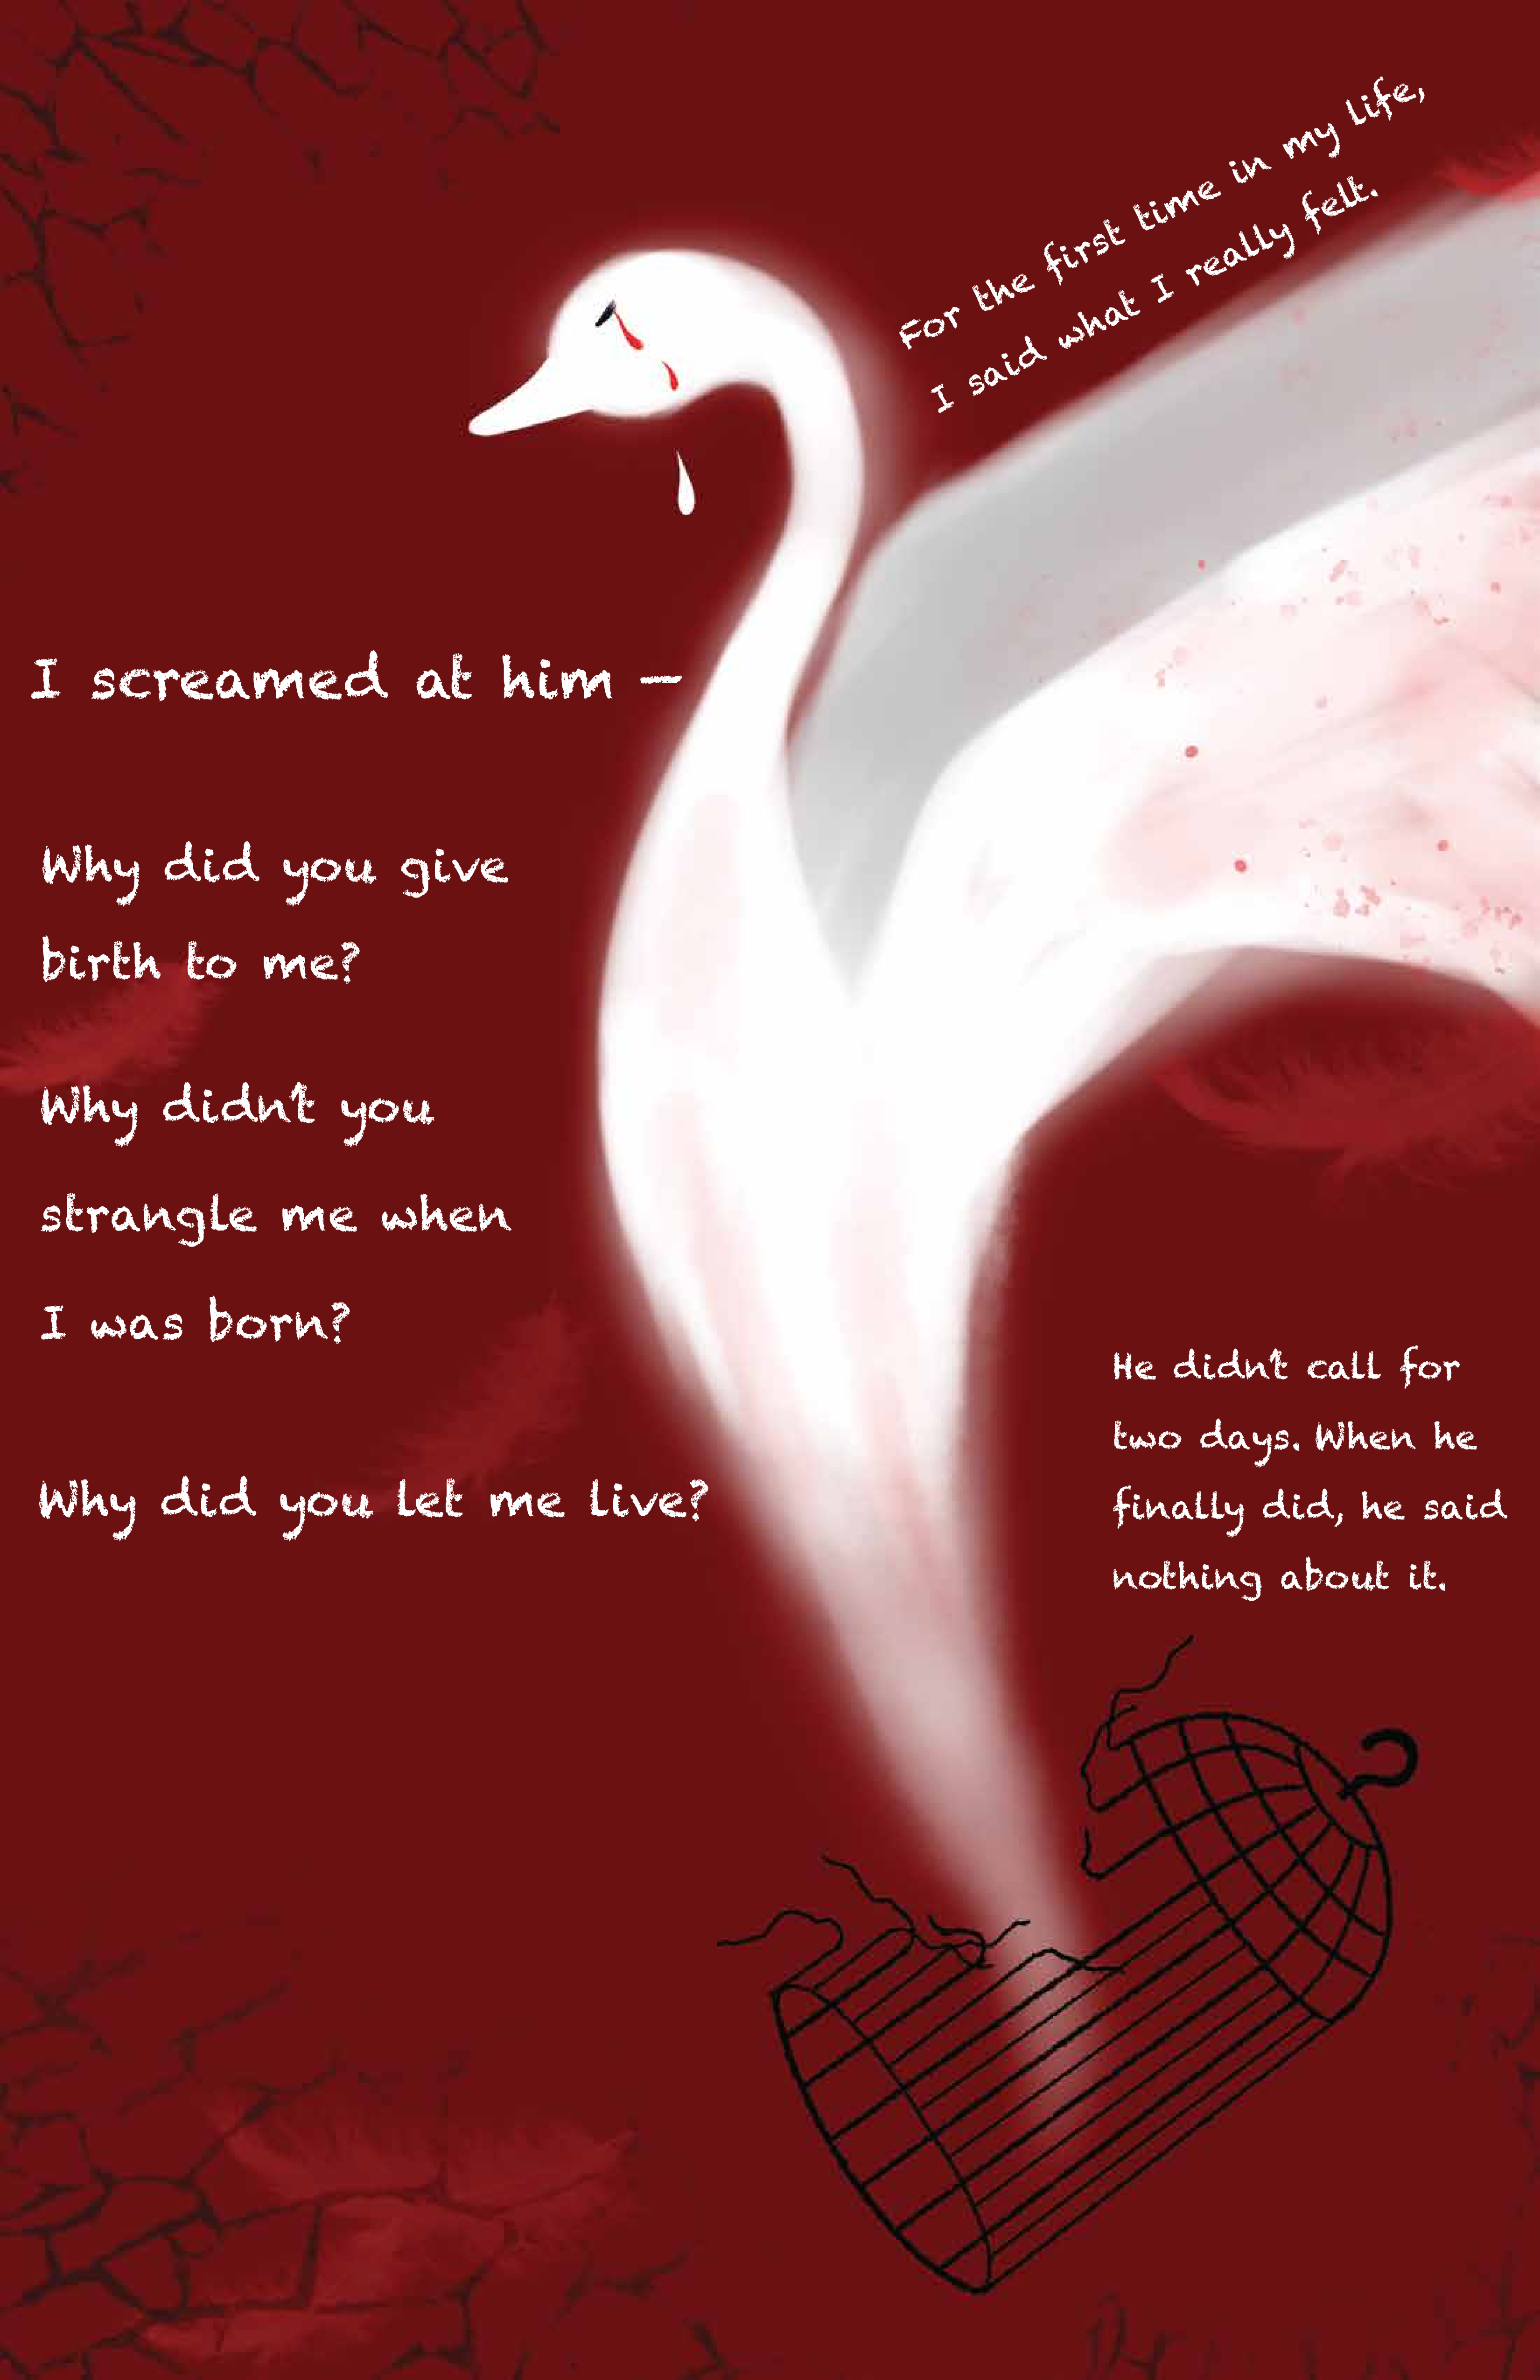 For the first time in my life,
I said what I really felt.
I screamed at him –
Why did you give
birth to me?
Why didn't you
strangle me when
I was born?
Why did you let me live?
He didn't call for
two days. When he
finally did, he said
nothing about it.